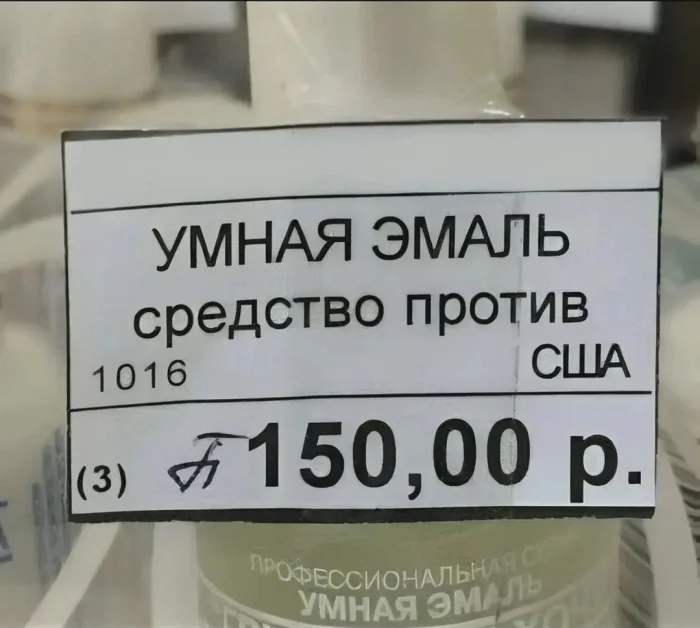 УМНАЯ ЭМАЛЬ
средство против
1016 США
(3) 150,00 р.
ПРОФЕССИОНАЛЬНАЯ
УМНАЯ ЭМАЛЬ